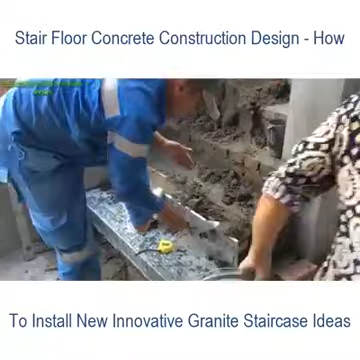 Stair Floor Concrete Construction Design - How
To Install New Innovative Granite Staircase Ideas